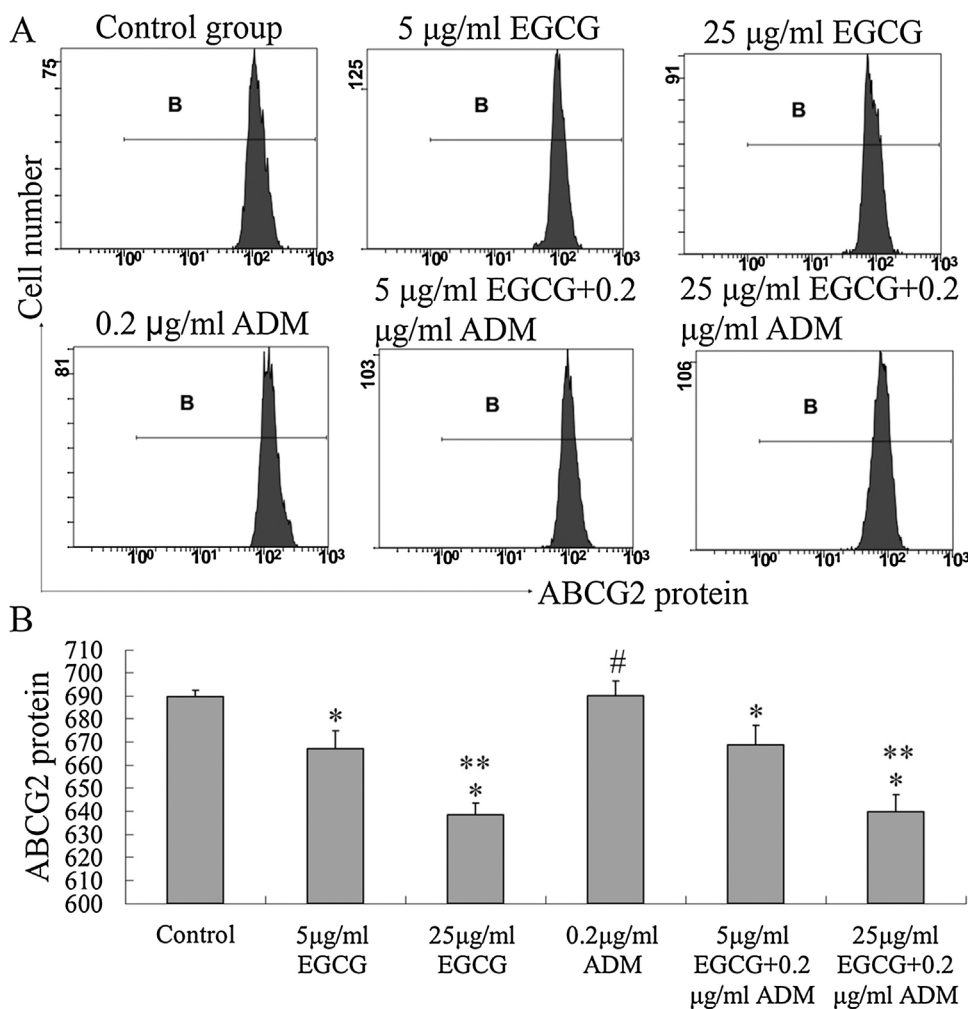 A
Control group
5 μg/ml EGCG
25 μg/ml EGCG
75
B
10⁰ 10¹ 10² 10³
125
B
10⁰ 10¹ 10² 10³
91
B
10⁰ 10¹ 10² 10³
Cell number
0.2 μg/ml ADM
5 μg/ml EGCG+0.2
μg/ml ADM
25 μg/ml EGCG+0.2
μg/ml ADM
81
B
10⁰ 10¹ 10² 10³
103
B
10⁰ 10¹ 10² 10³
106
B
10⁰ 10¹ 10² 10³
ABCG2 protein
B
ABCG2 protein
710
700
690
680
670
660
650
640
630
620
610
600
*
**
*
#
*
**
*
Control
5μg/ml
EGCG
25μg/ml
EGCG
0.2μg/ml
ADM
5μg/ml
EGCG+0.2
μg/ml ADM
25μg/ml
EGCG+0.2
μg/ml ADM